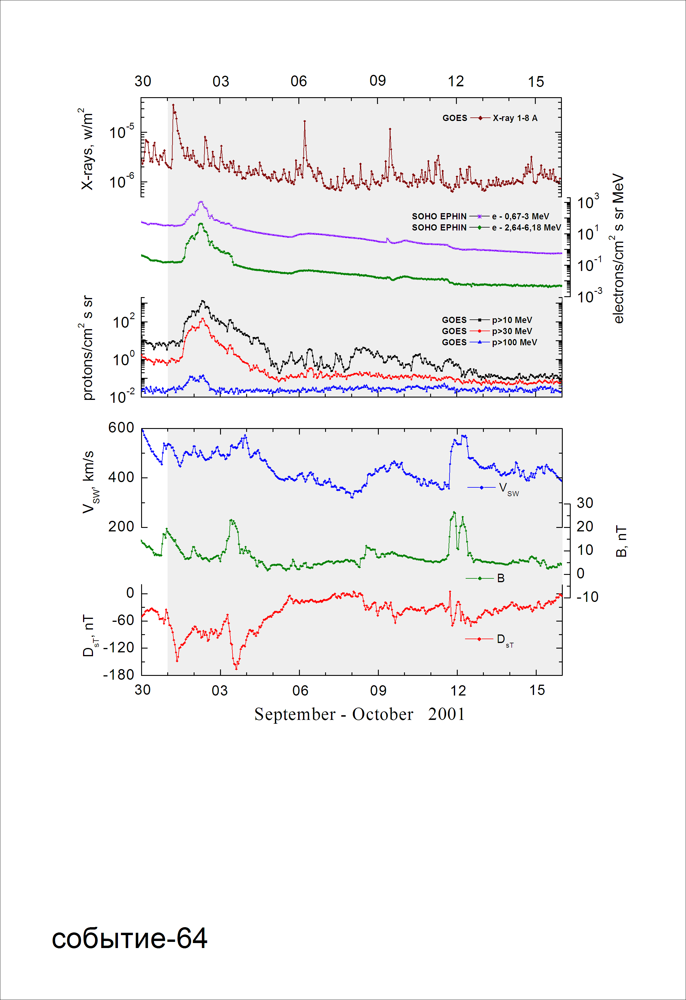 30 03 06 09 12 15
X-rays, w/m²
10⁻⁵
10⁻⁶
GOES X-ray 1-8 A
electrons/cm² s sr MeV
10³
10¹
10⁻¹
10⁻³
SOHO EPHIN e - 0,67-3 MeV
SOHO EPHIN e - 2,64-6,18 MeV
protons/cm² s sr
10²
10⁰
10⁻²
GOES p>10 MeV
GOES p>30 MeV
GOES p>100 MeV
V_SW, km/s
600
400
200
V_SW
B, nT
30
20
10
0
-10
B
D_sT, nT
0
-60
-120
-180
D_sT
30 03 06 09 12 15
September - October 2001
событие-64